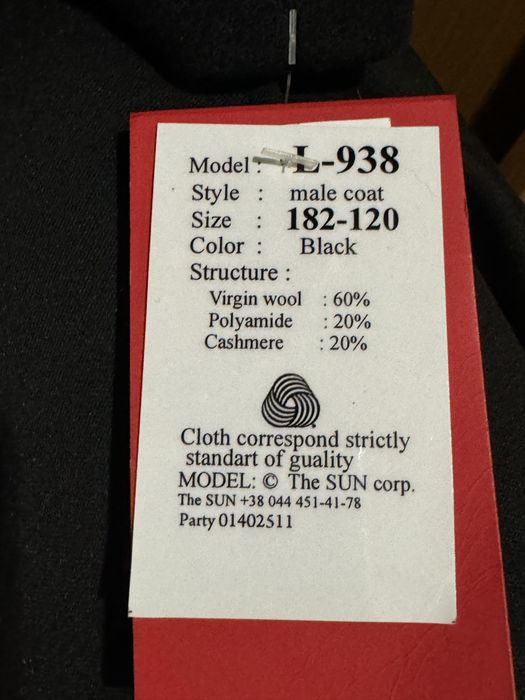 Model : L-938
Style : male coat
Size : 182-120
Color : Black
Structure :
Virgin wool : 60%
Polyamide : 20%
Cashmere : 20%
Cloth correspond strictly
standart of guality
MODEL: © The SUN corp.
The SUN +38 044 451-41-78
Party 01402511